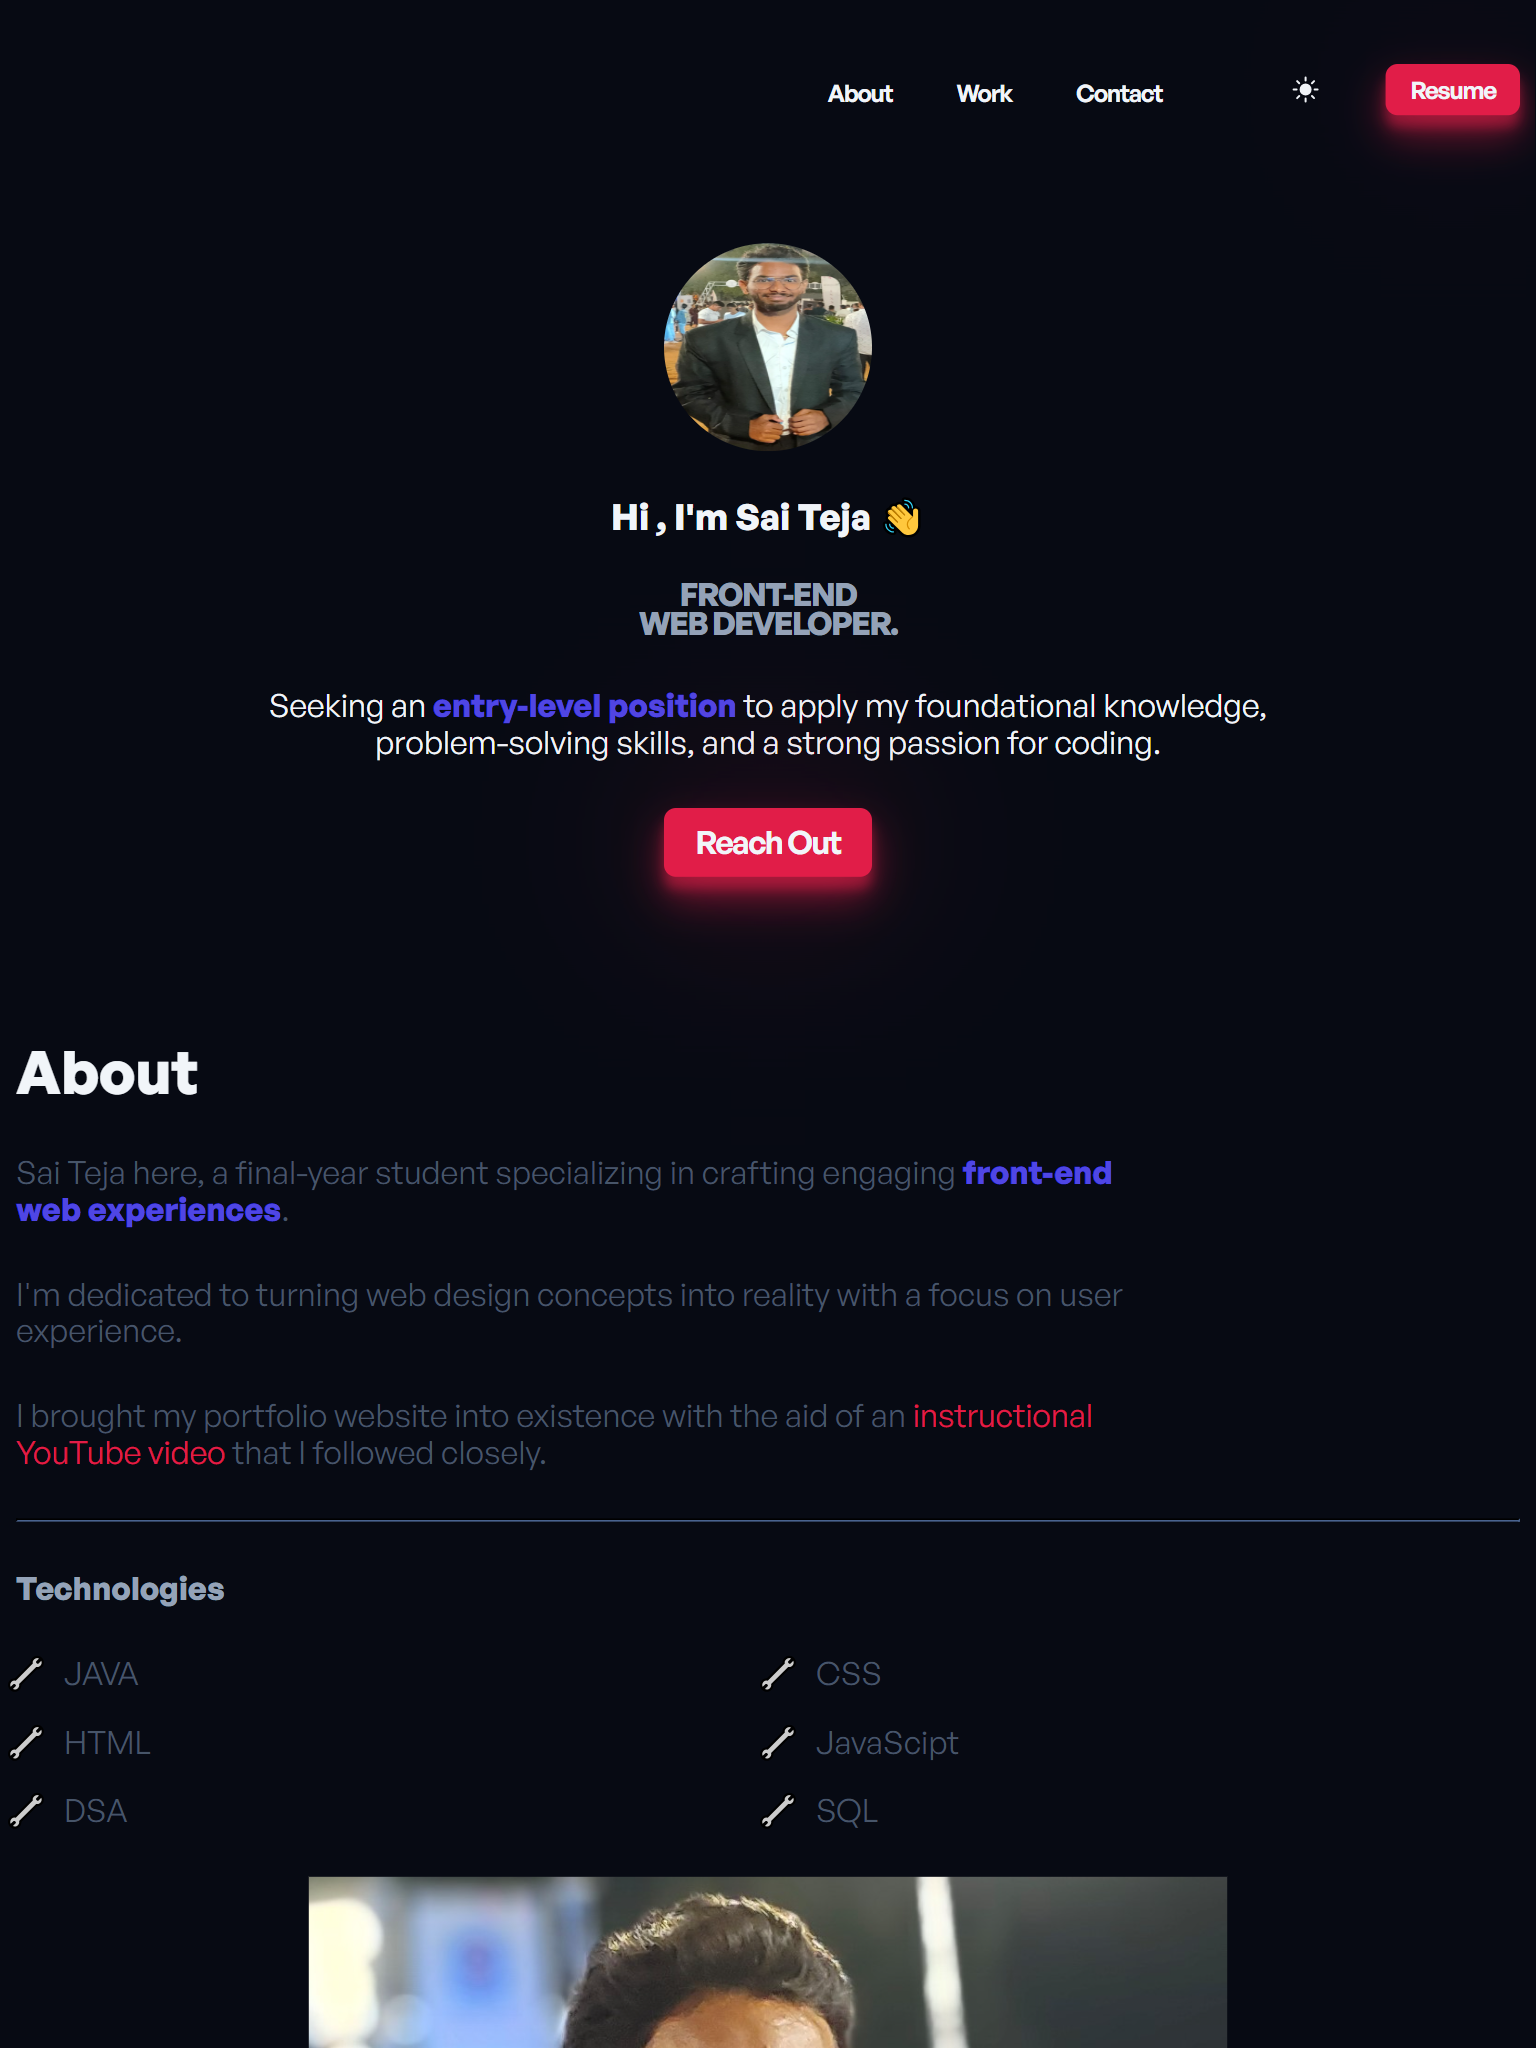 About Work Contact Resume
Hi , I'm Sai Teja 👋
FRONT-END
WEB DEVELOPER.
Seeking an entry-level position to apply my foundational knowledge,
problem-solving skills, and a strong passion for coding.
Reach Out
About
Sai Teja here, a final-year student specializing in crafting engaging front-end
web experiences.
I'm dedicated to turning web design concepts into reality with a focus on user
experience.
I brought my portfolio website into existence with the aid of an instructional
YouTube video that I followed closely.
Technologies
JAVA
CSS
HTML
JavaScipt
DSA
SQL